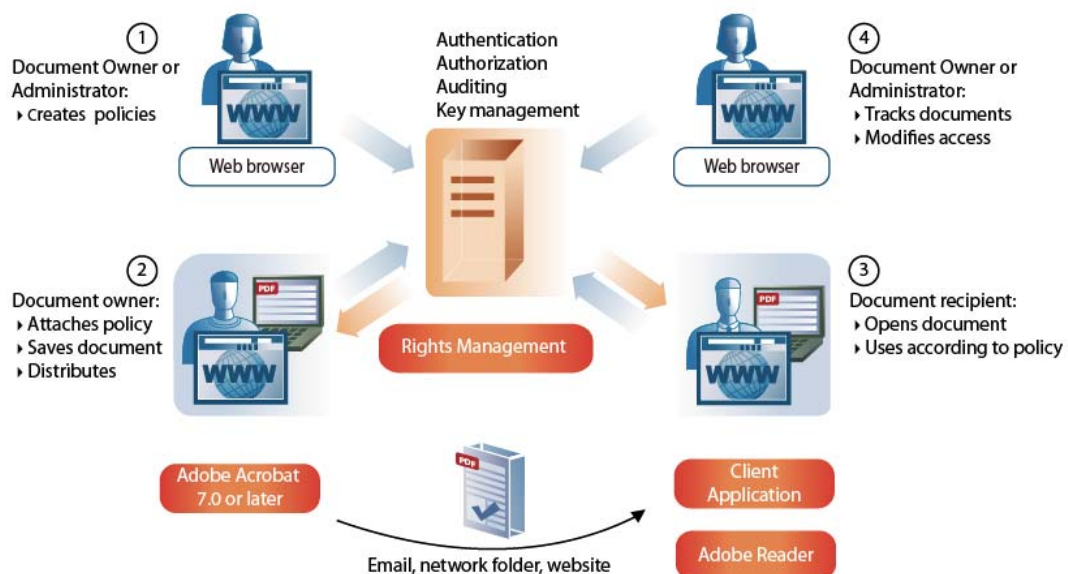 1
Document Owner or
Administrator:
Creates policies
WWW
Web browser
Authentication
Authorization
Auditing
Key management
4
Document Owner or
Administrator:
Tracks documents
Modifies access
WWW
Web browser
2
Document owner:
Attaches policy
Saves document
Distributes
PDF
WWW
Rights Management
3
Document recipient:
Opens document
Uses according to policy
PDF
WWW
Adobe Acrobat
7.0 or later
PDF
Email, network folder, website
Client
Application
Adobe Reader